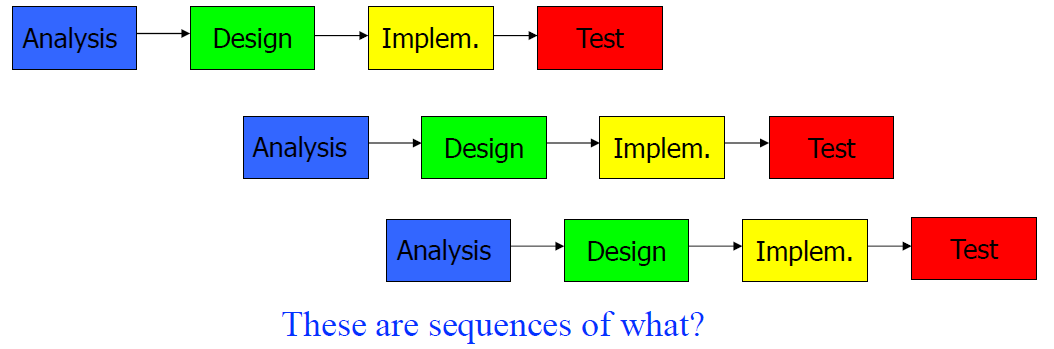 Analysis Design Implem. Test
Analysis Design Implem. Test
Analysis Design Implem. Test
These are sequences of what?